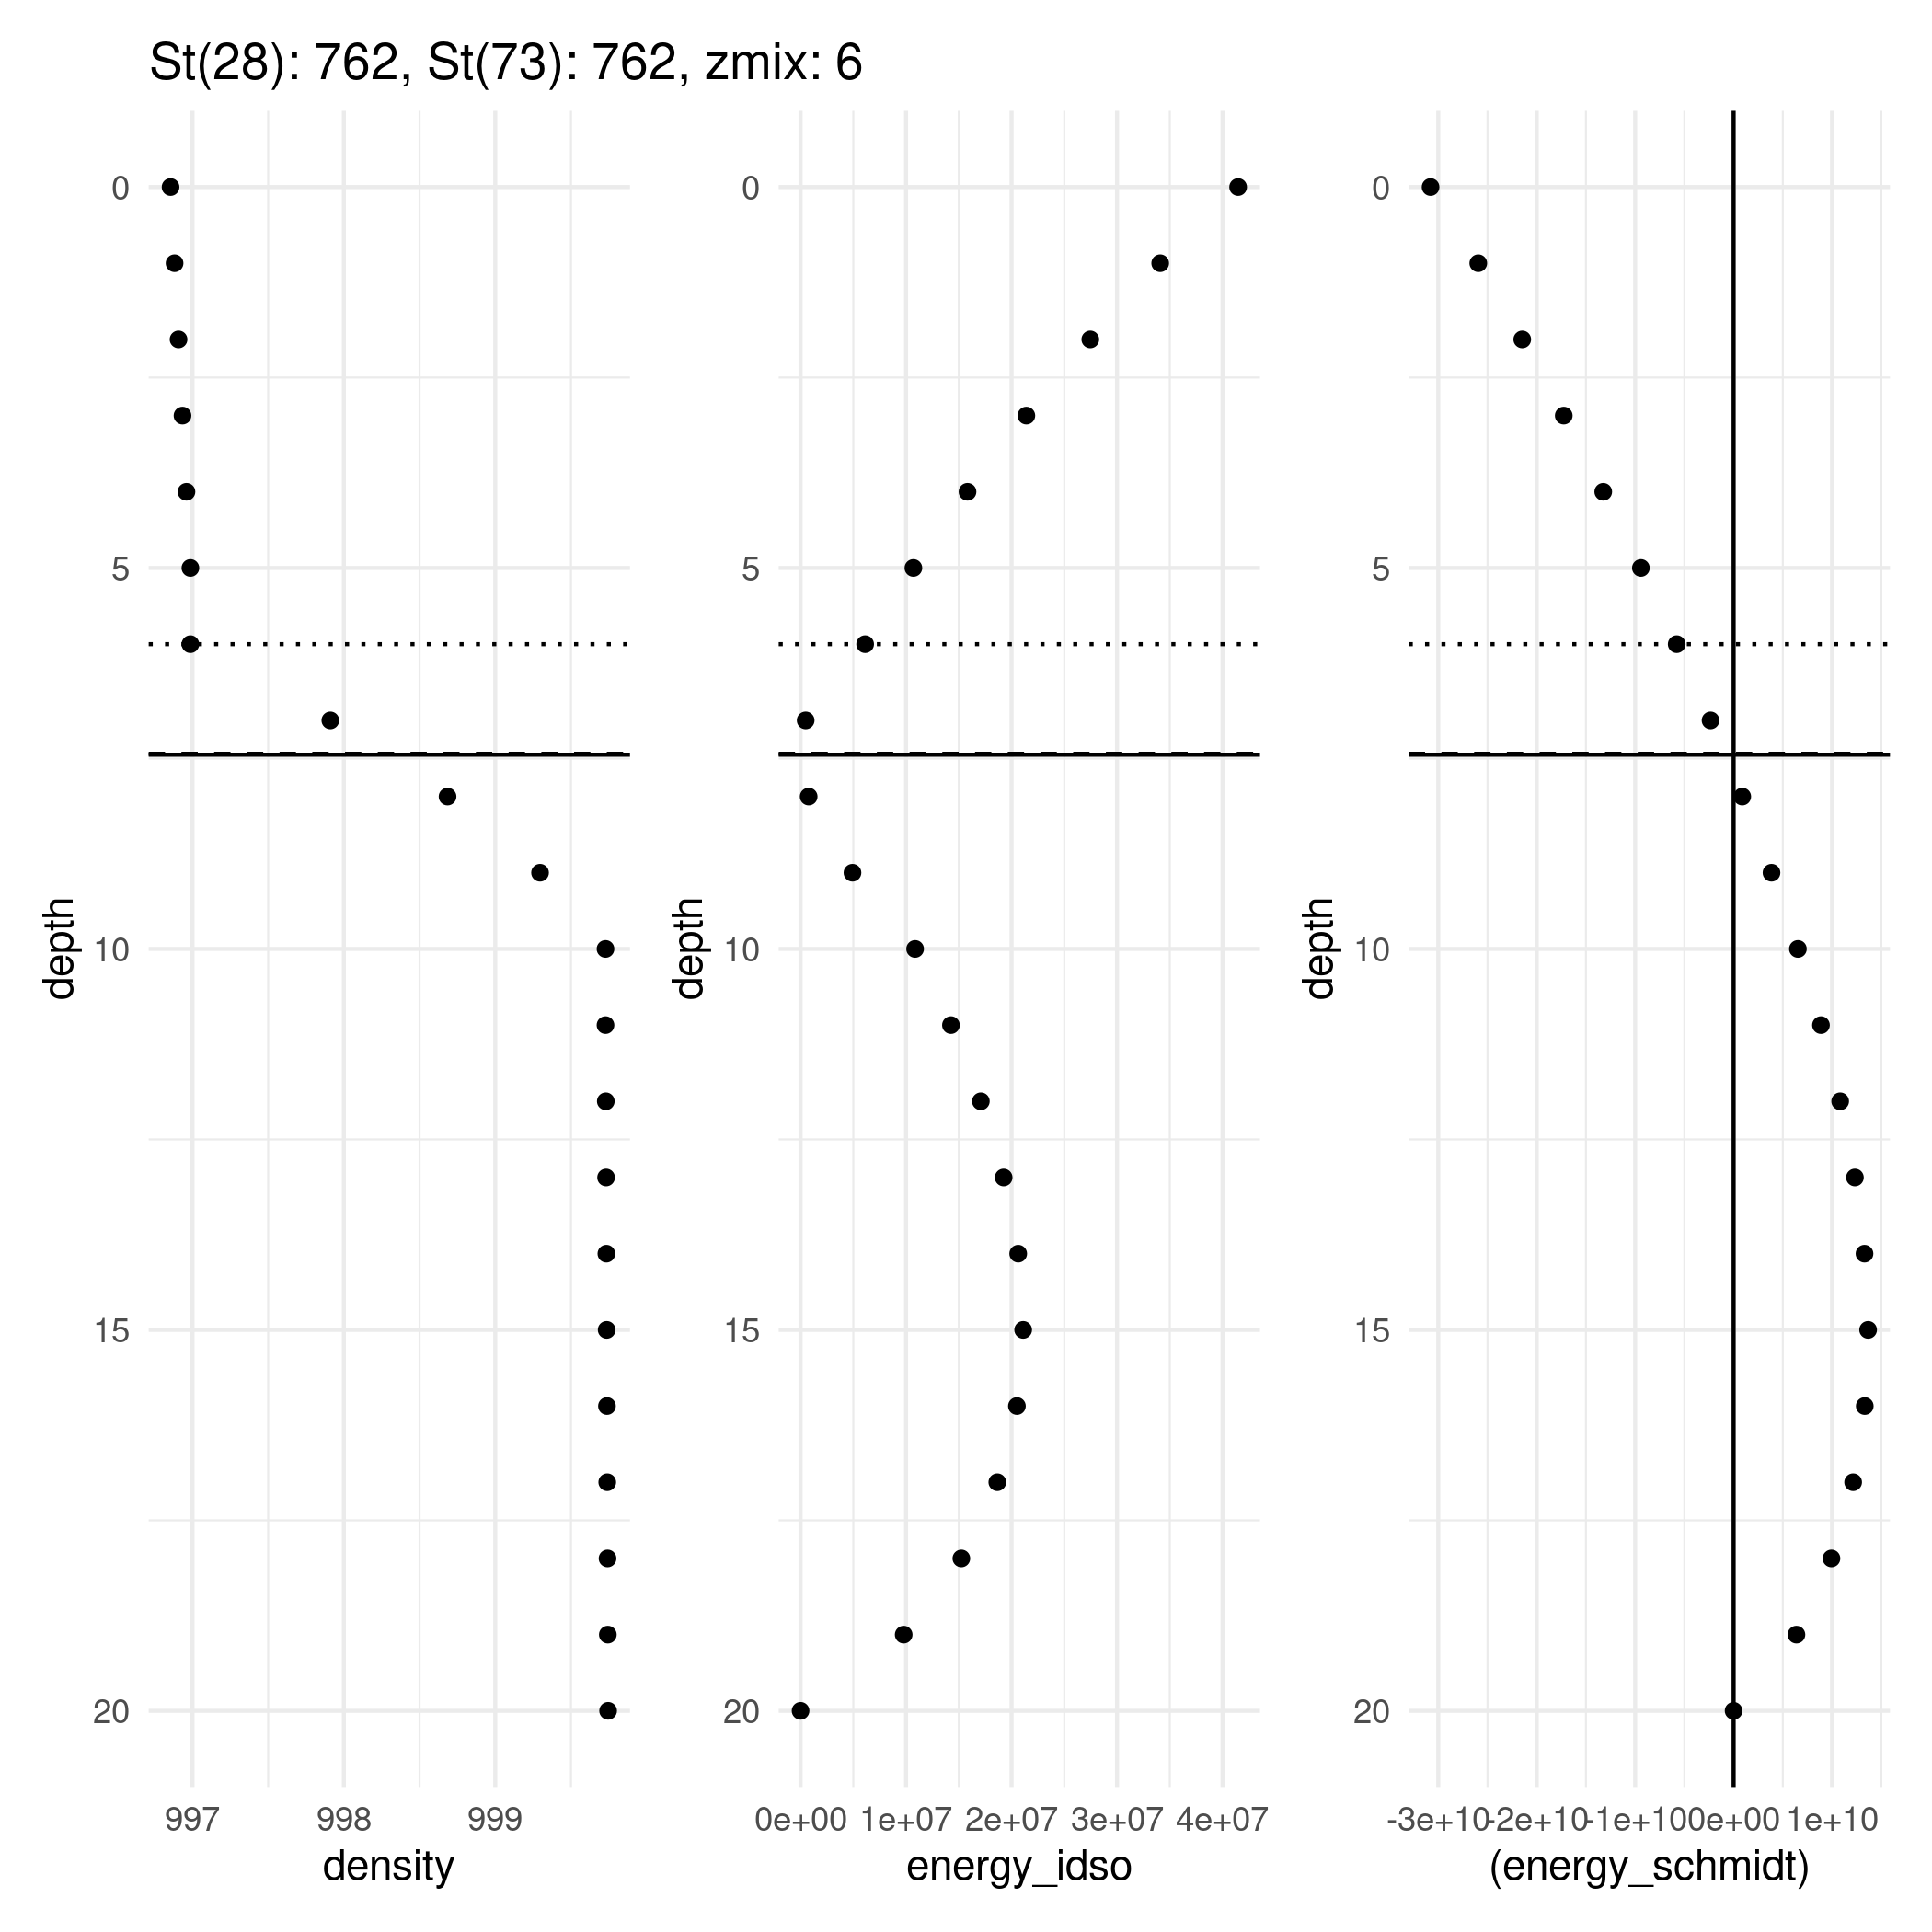 St(28): 762, St(73): 762, zmix: 6
0
5
10
15
20
depth
997 998 999
density
0
5
10
15
20
depth
0e+00 1e+07 2e+07 3e+07 4e+07
energy_idso
0
5
10
15
20
depth
-3e+10 -2e+10 -1e+10 0e+00 1e+10
(energy_schmidt)